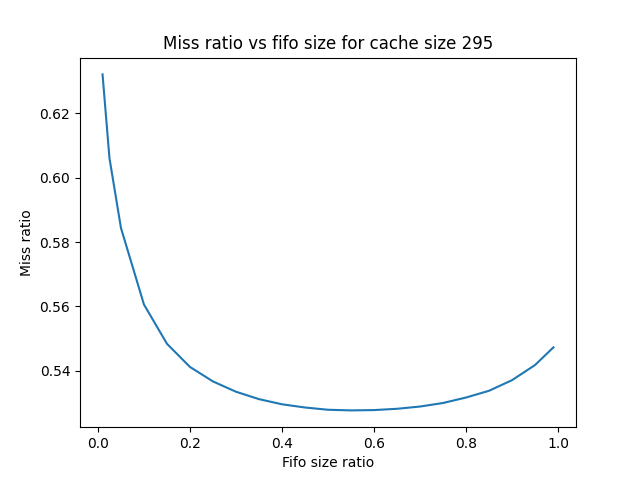 Miss ratio vs fifo size for cache size 295
Miss ratio
0.62
0.60
0.58
0.56
0.54
0.0 0.2 0.4 0.6 0.8 1.0
Fifo size ratio